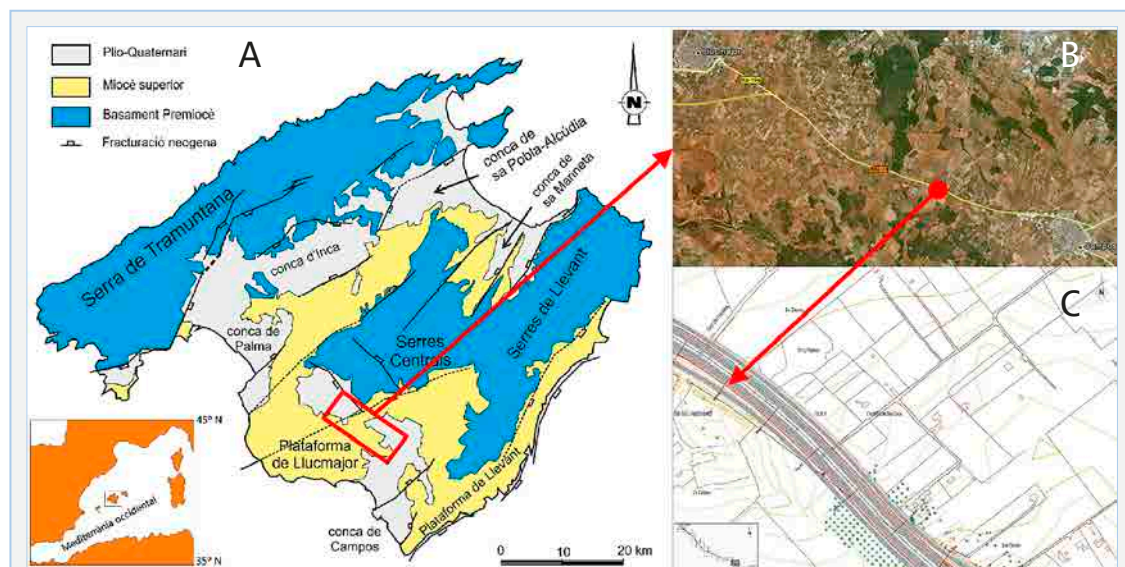 A
Plio-Quaternari
Miocè superior
Basament Premiocè
Fracturació neogena
N
conca de
sa Pobla-Alcúdia
conca de
sa Marineta
Serra de Tramuntana
conca d'Inca
conca de
Palma
Serres
Centrals
Serres de Llevant
Plataforma
de Llucmajor
Plataforma de Llevant
conca de
Campos
45º N
Mediterrània occidental
35º N
0 10 20 km
B
C
N